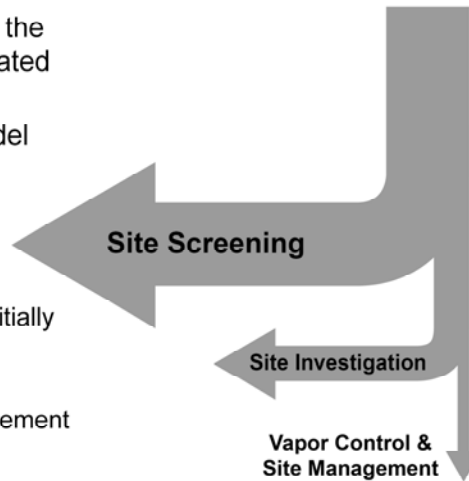 the
ated
del
Site Screening
itially
Site Investigation
ement
Vapor Control &
Site Management